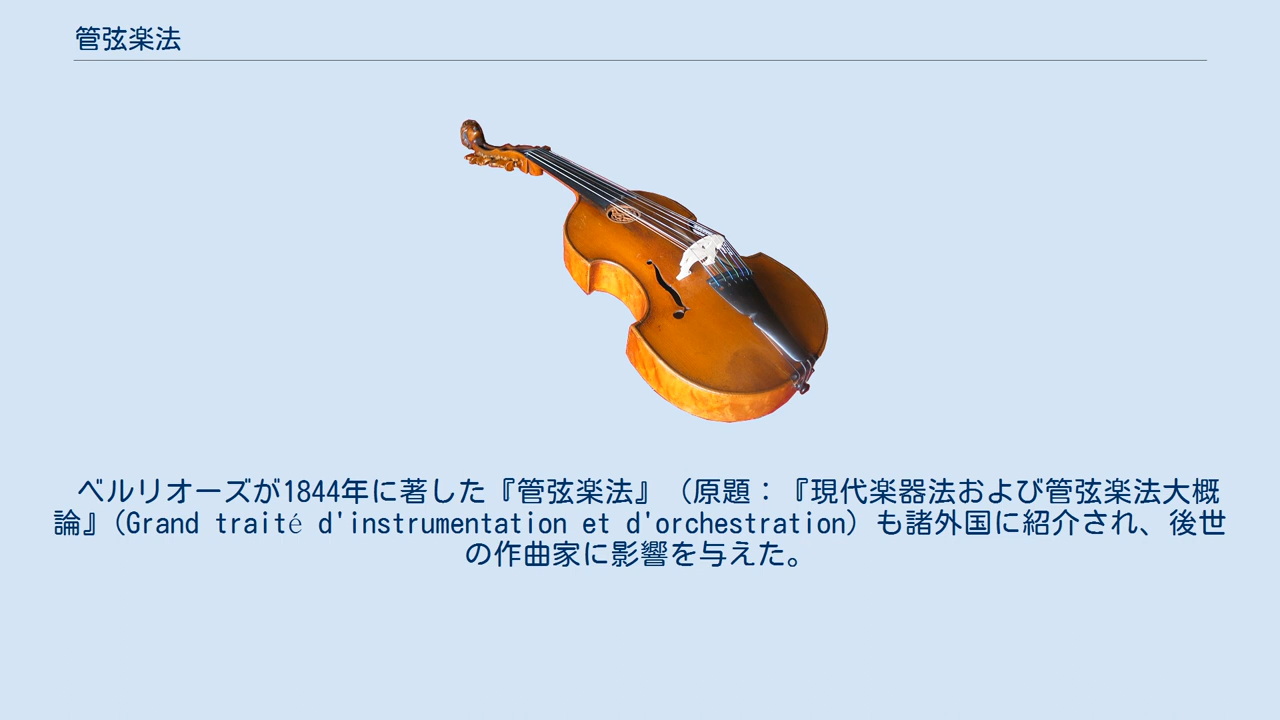 管弦楽法
ベルリオーズが1844年に著した『管弦楽法』（原題：『現代楽器法および管弦楽法大概
論』(Grand traité d'instrumentation et d'orchestration) も諸外国に紹介され、後世
の作曲家に影響を与えた。